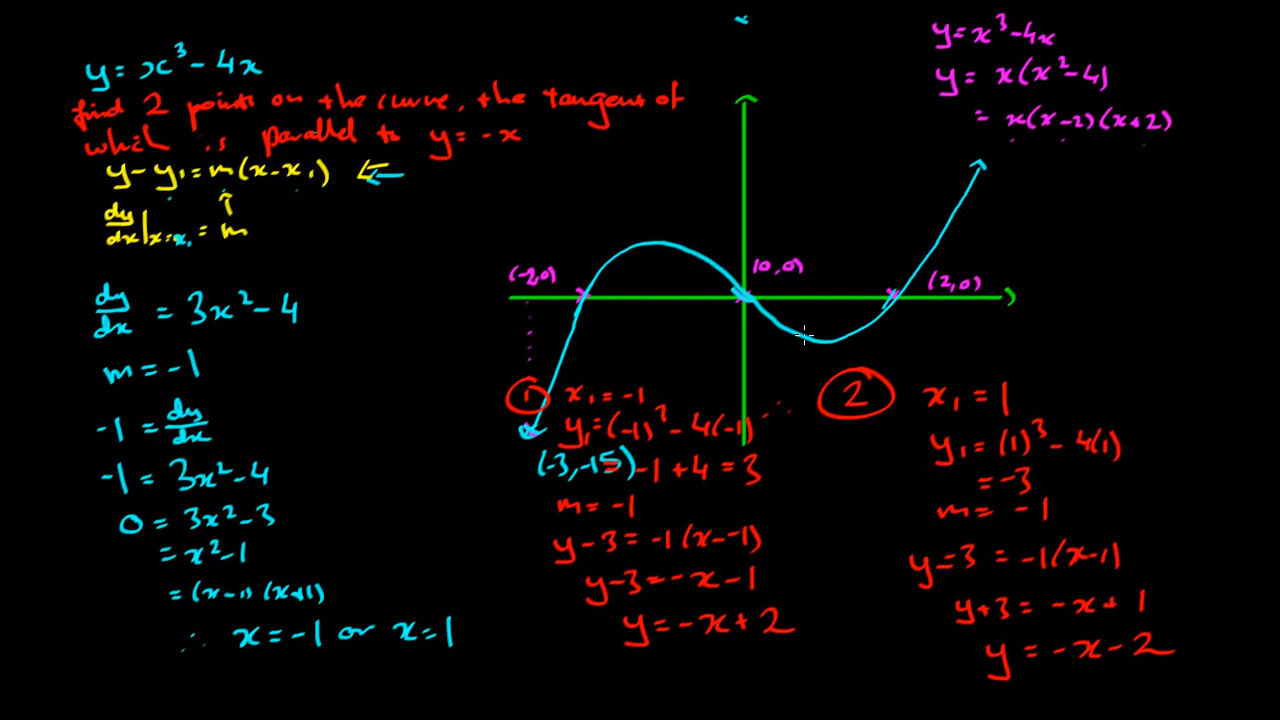 y = x³ - 4x
find 2 points on the curve, the tangent of
which is parallel to y = -x
y - y₁ = m(x - x₁)
dy/dx|x=x₁ = m
dy/dx = 3x² - 4
m = -1
-1 = dy/dx
-1 = 3x² - 4
0 = 3x² - 3
= x² - 1
= (x-1)(x+1)
∴ x = -1 or x = 1
y = x³ - 4x
y = x(x² - 4)
= x(x-2)(x+2)
(-2,0)
(0,0)
(2,0)
(-3,-15)
1
x₁ = -1
y₁ = (-1)³ - 4(-1)
= -1 + 4 = 3
m = -1
y - 3 = -1(x--1)
y - 3 = -x - 1
y = -x + 2
2
x₁ = 1
y₁ = (1)³ - 4(1)
= -3
m = -1
y--3 = -1(x-1)
y+3 = -x + 1
y = -x - 2